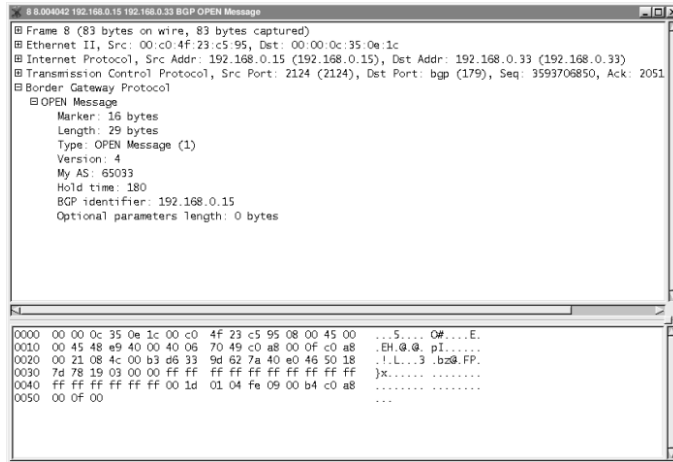 8 8.004042 192.168.0.15 192.168.0.33 BGP OPEN Message
Frame 8 (83 bytes on wire, 83 bytes captured)
Ethernet II, Src: 00:c0:4f:23:c5:95, Dst: 00:00:0c:35:0e:1c
Internet Protocol, Src Addr: 192.168.0.15 (192.168.0.15), Dst Addr: 192.168.0.33 (192.168.0.33)
Transmission Control Protocol, Src Port: 2124 (2124), Dst Port: bgp (179), Seq: 3593706850, Ack: 2051
Border Gateway Protocol
OPEN Message
Marker: 16 bytes
Length: 29 bytes
Type: OPEN Message (1)
Version: 4
My AS: 65033
Hold time: 180
BGP identifier: 192.168.0.15
Optional parameters length: 0 bytes
0000 00 00 0c 35 0e 1c 00 c0 4f 23 c5 95 08 00 45 00 ...5.... O#....E.
0010 00 45 48 e9 40 00 40 06 70 49 c0 a8 00 0f c0 a8 .EH.@.@. pI......
0020 00 21 08 4c 00 b3 d6 33 9d 62 7a 40 e0 46 50 18 .!.L...3 .bz@.FP.
0030 7d 78 19 03 00 00 ff ff ff ff ff ff ff ff ff ff }x...... ........
0040 ff ff ff ff ff ff 00 1d 01 04 fe 09 00 b4 c0 a8 ........ ........
0050 00 0f 00 ...